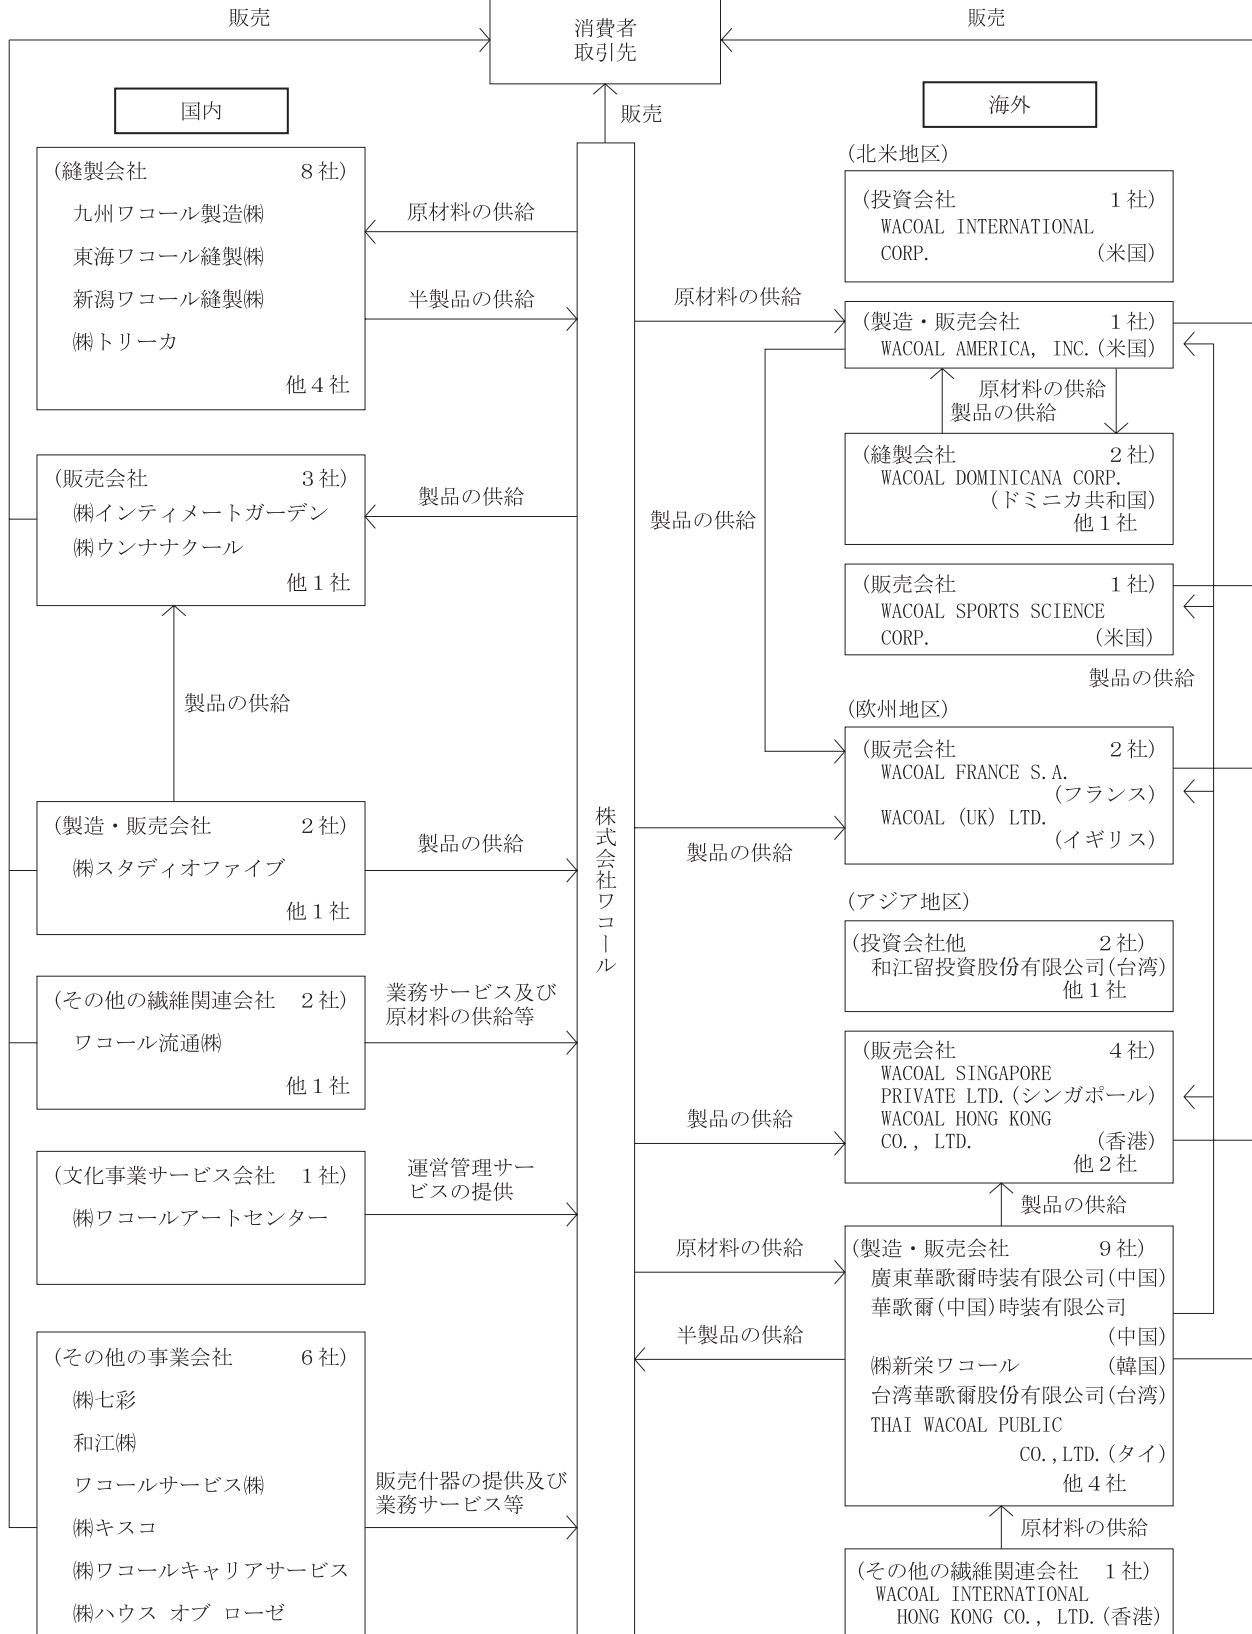 販売
消費者
取引先
販売
国内
販売
海外
(縫製会社 8社)
九州ワコール製造㈱
東海ワコール縫製㈱
新潟ワコール縫製㈱
㈱トリーカ
他4社
原材料の供給
半製品の供給
(販売会社 3社)
㈱インティメートガーデン
㈱ウンナナクール
他1社
製品の供給
製品の供給
(製造・販売会社 2社)
㈱スタディオファイブ
他1社
製品の供給
(その他の繊維関連会社 2社)
ワコール流通㈱
他1社
業務サービス及び
原材料の供給等
(文化事業サービス会社 1社)
㈱ワコールアートセンター
運営管理サー
ビスの提供
(その他の事業会社 6社)
㈱七彩
和江㈱
ワコールサービス㈱
㈱キスコ
㈱ワコールキャリアサービス
㈱ハウス オブ ローゼ
販売什器の提供及び
業務サービス等
株式会社ワコール
(北米地区)
(投資会社 1社)
WACOAL INTERNATIONAL
CORP. (米国)
原材料の供給
(製造・販売会社 1社)
WACOAL AMERICA, INC.(米国)
原材料の供給
製品の供給
(縫製会社 2社)
WACOAL DOMINICANA CORP.
(ドミニカ共和国)
他1社
製品の供給
(販売会社 1社)
WACOAL SPORTS SCIENCE
CORP. (米国)
製品の供給
(欧州地区)
(販売会社 2社)
WACOAL FRANCE S.A.
(フランス)
WACOAL (UK) LTD.
(イギリス)
製品の供給
(アジア地区)
(投資会社他 2社)
和江留投資股份有限公司(台湾)
他1社
(販売会社 4社)
WACOAL SINGAPORE
PRIVATE LTD.(シンガポール)
WACOAL HONG KONG
CO., LTD. (香港)
他2社
製品の供給
製品の供給
原材料の供給
(製造・販売会社 9社)
廣東華歌爾時装有限公司(中国)
華歌爾(中国)時装有限公司
(中国)
㈱新栄ワコール (韓国)
台湾華歌爾股份有限公司(台湾)
THAI WACOAL PUBLIC
CO.,LTD.(タイ)
他4社
半製品の供給
原材料の供給
(その他の繊維関連会社 1社)
WACOAL INTERNATIONAL
HONG KONG CO., LTD.(香港)